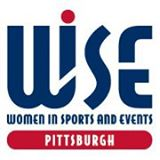 WiSE
WOMEN IN SPORTS AND EVENTS
PITTSBURGH